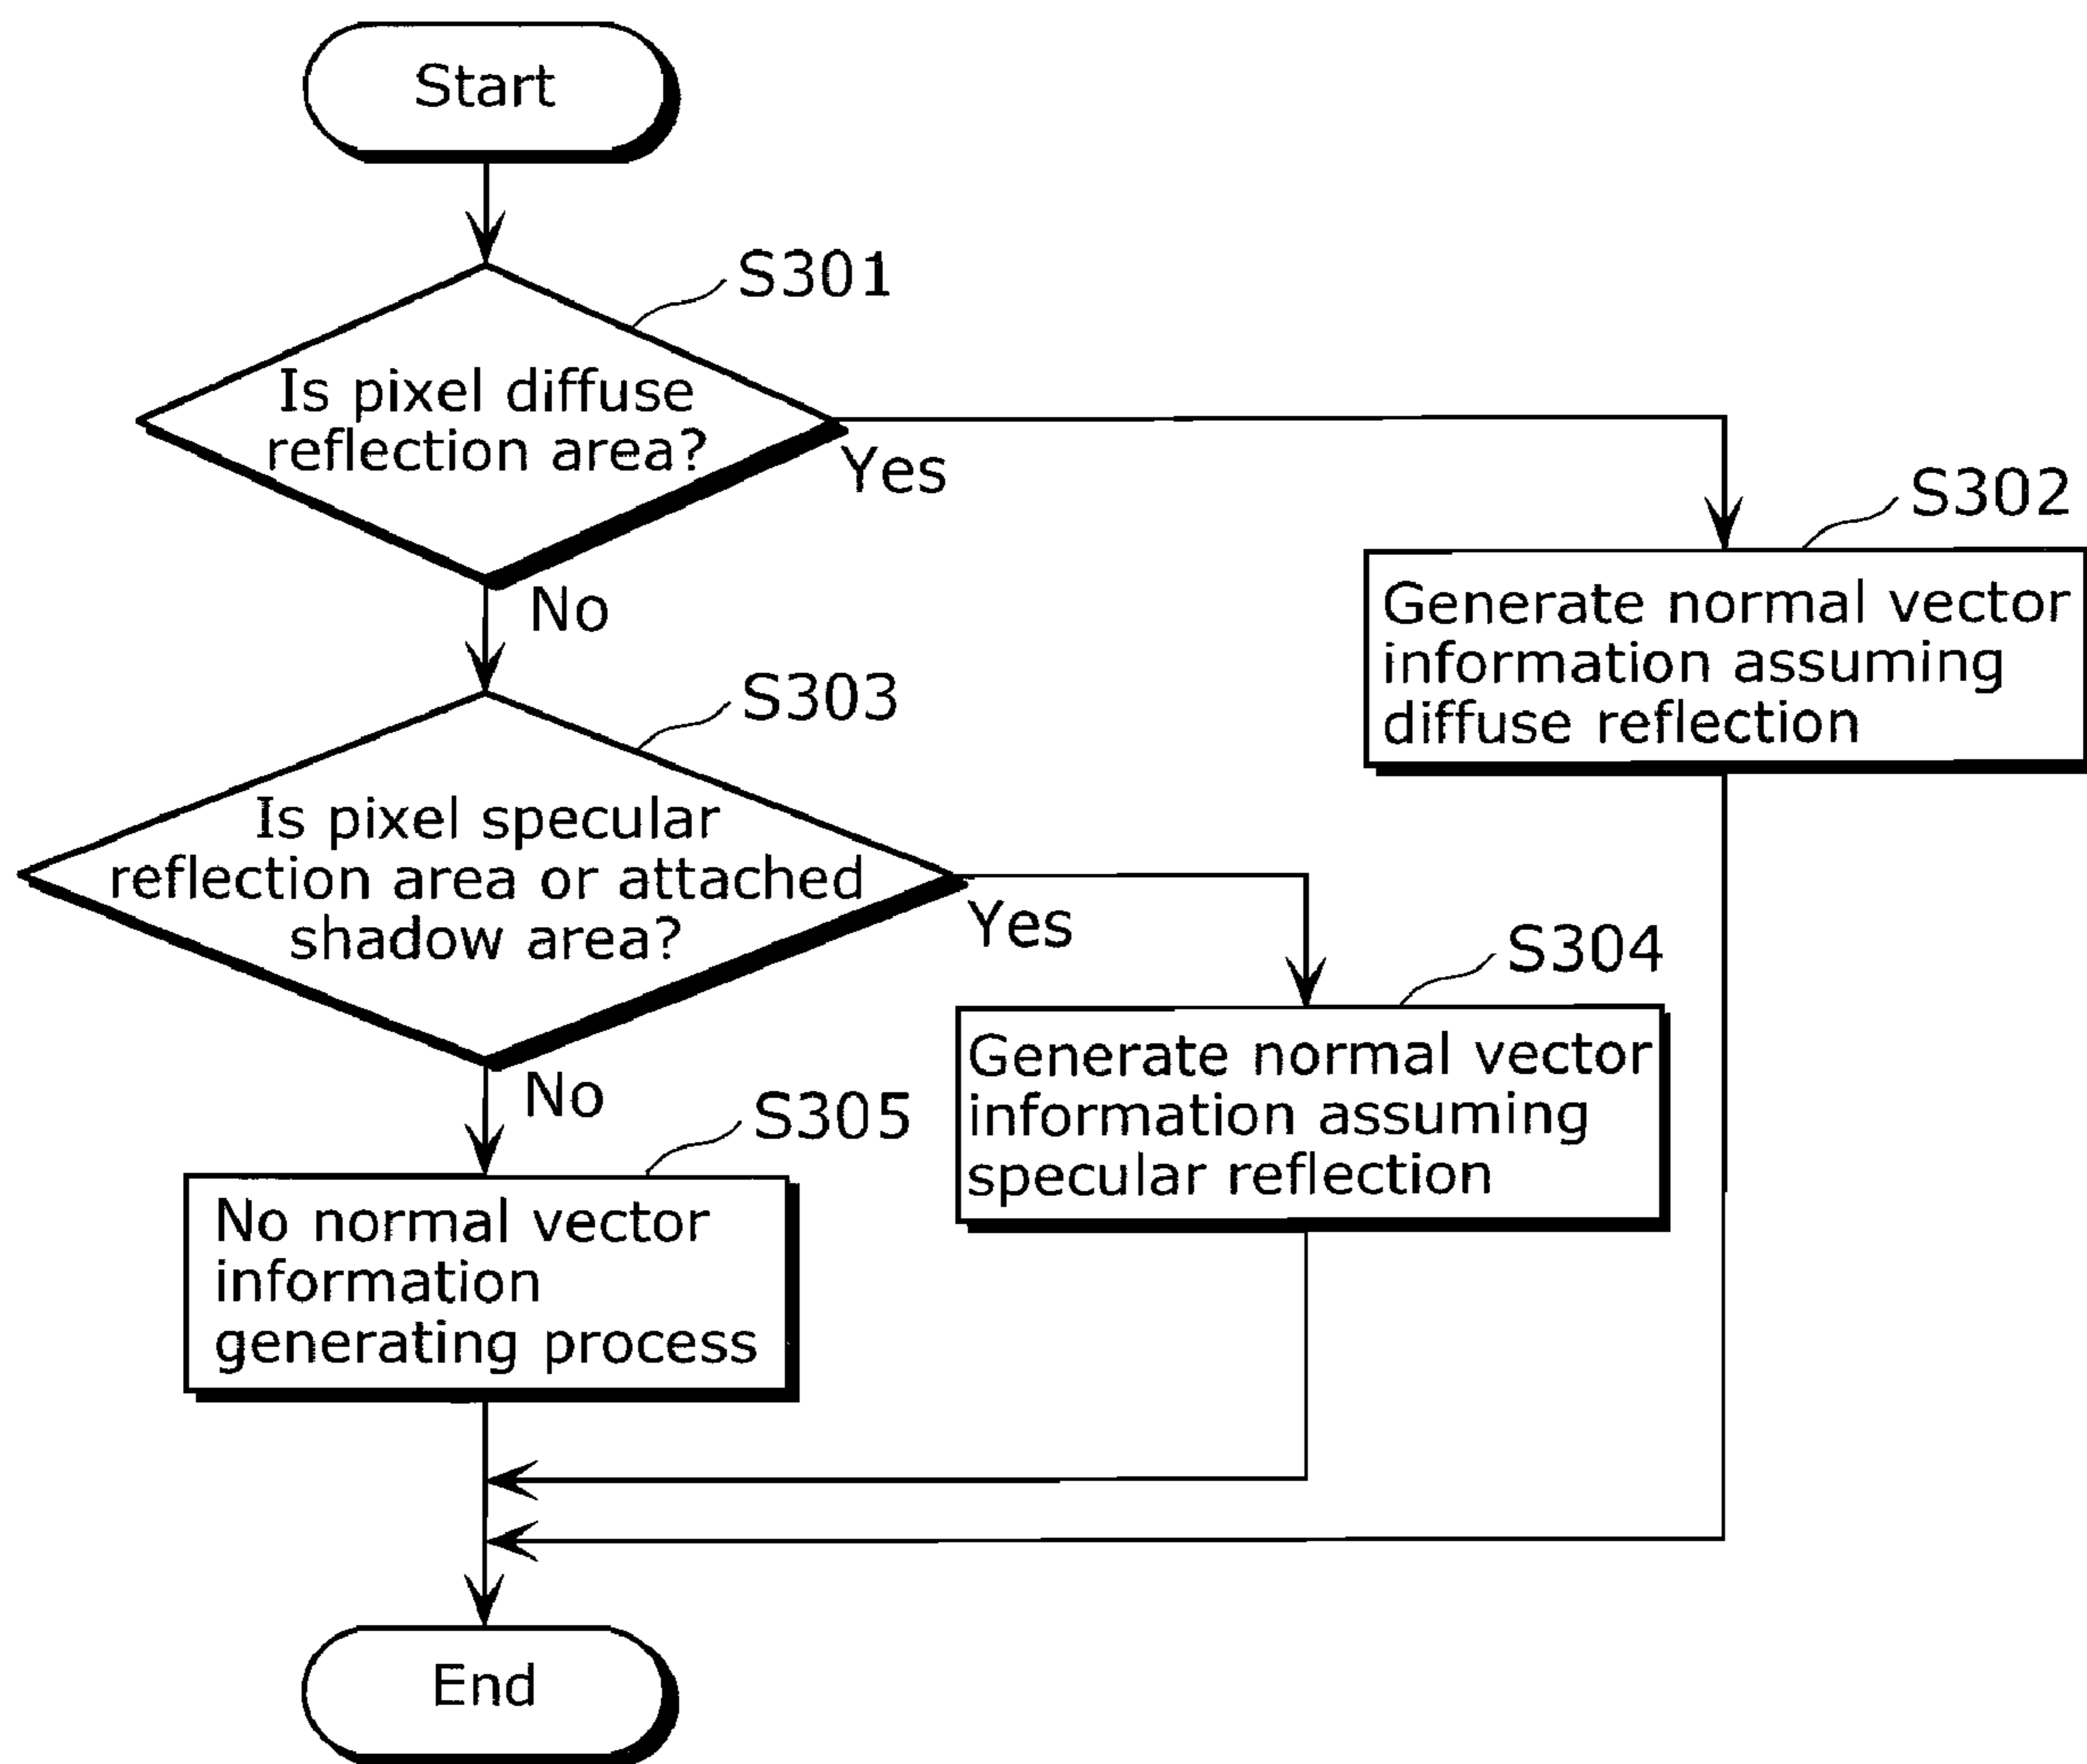 Start
S301
Is pixel diffuse
reflection area?
Yes
No
S302
Generate normal vector
information assuming
diffuse reflection
S303
Is pixel specular
reflection area or attached
shadow area?
Yes
No
S304
Generate normal vector
information assuming
specular reflection
S305
No normal vector
information
generating process
End